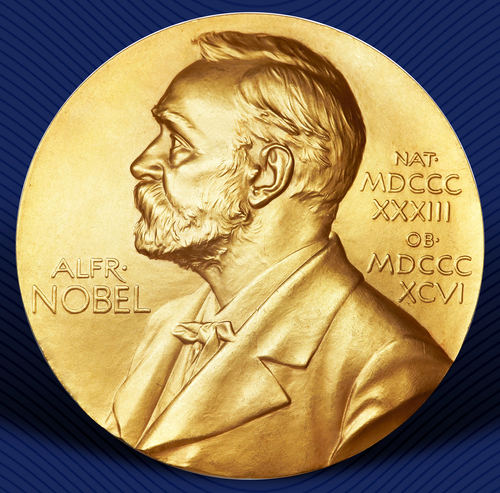 ALFR·
NOBEL
NAT·
MDCCC
XXXIII
OB·
MDCCC
XCVI